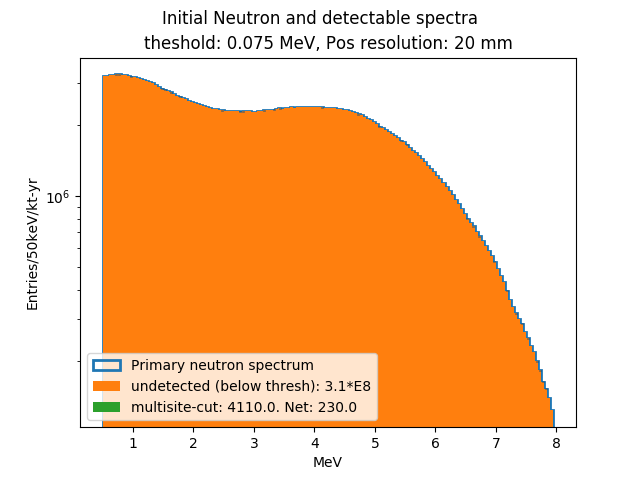 Initial Neutron and detectable spectra
theshold: 0.075 MeV, Pos resolution: 20 mm
Entries/50keV/kt-yr
10^6
Primary neutron spectrum
undetected (below thresh): 3.1*E8
multisite-cut: 4110.0. Net: 230.0
1 2 3 4 5 6 7 8
MeV